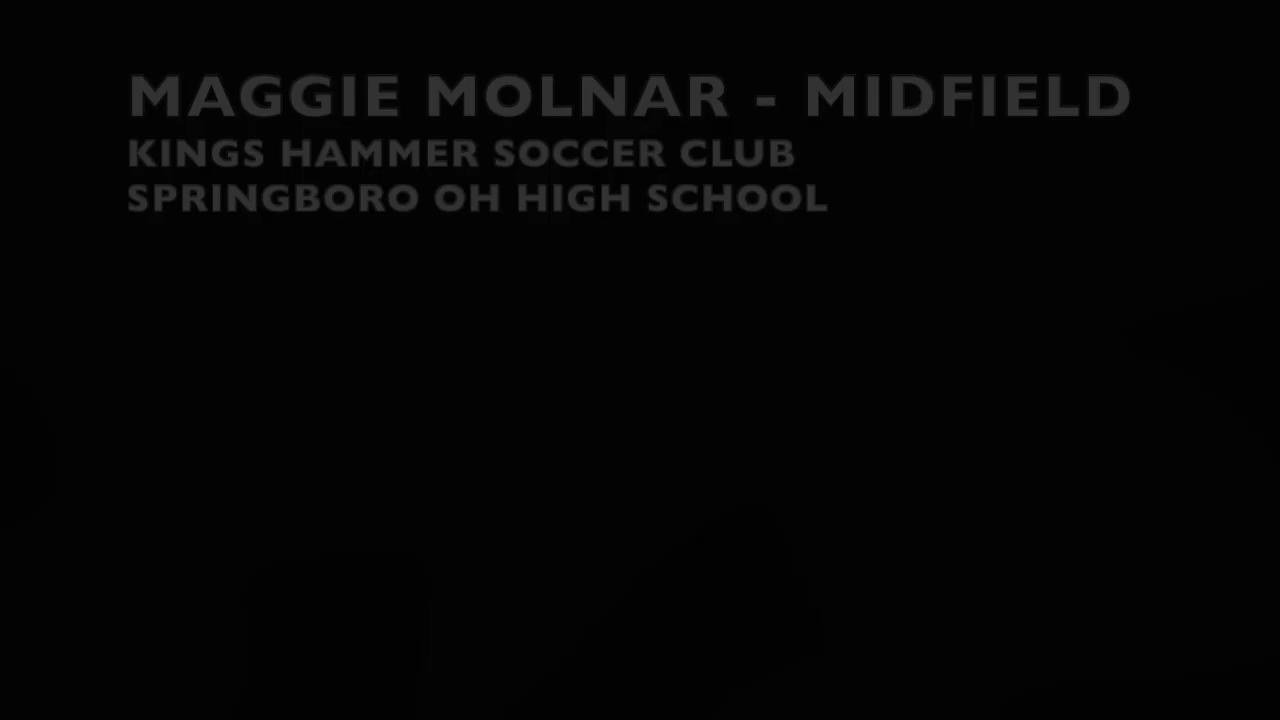 MAGGIE MOLNAR - MIDFIELD
KINGS HAMMER SOCCER CLUB
SPRINGBORO OH HIGH SCHOOL